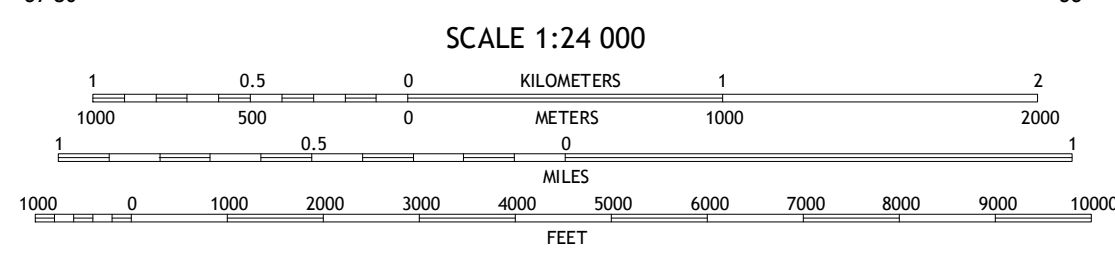 SCALE 1:24 000
1 0.5 0 KILOMETERS 1 2
1000 500 0 METERS 1000 2000
1 0.5 0 1
MILES
1000 0 1000 2000 3000 4000 5000 6000 7000 8000 9000 10000
FEET